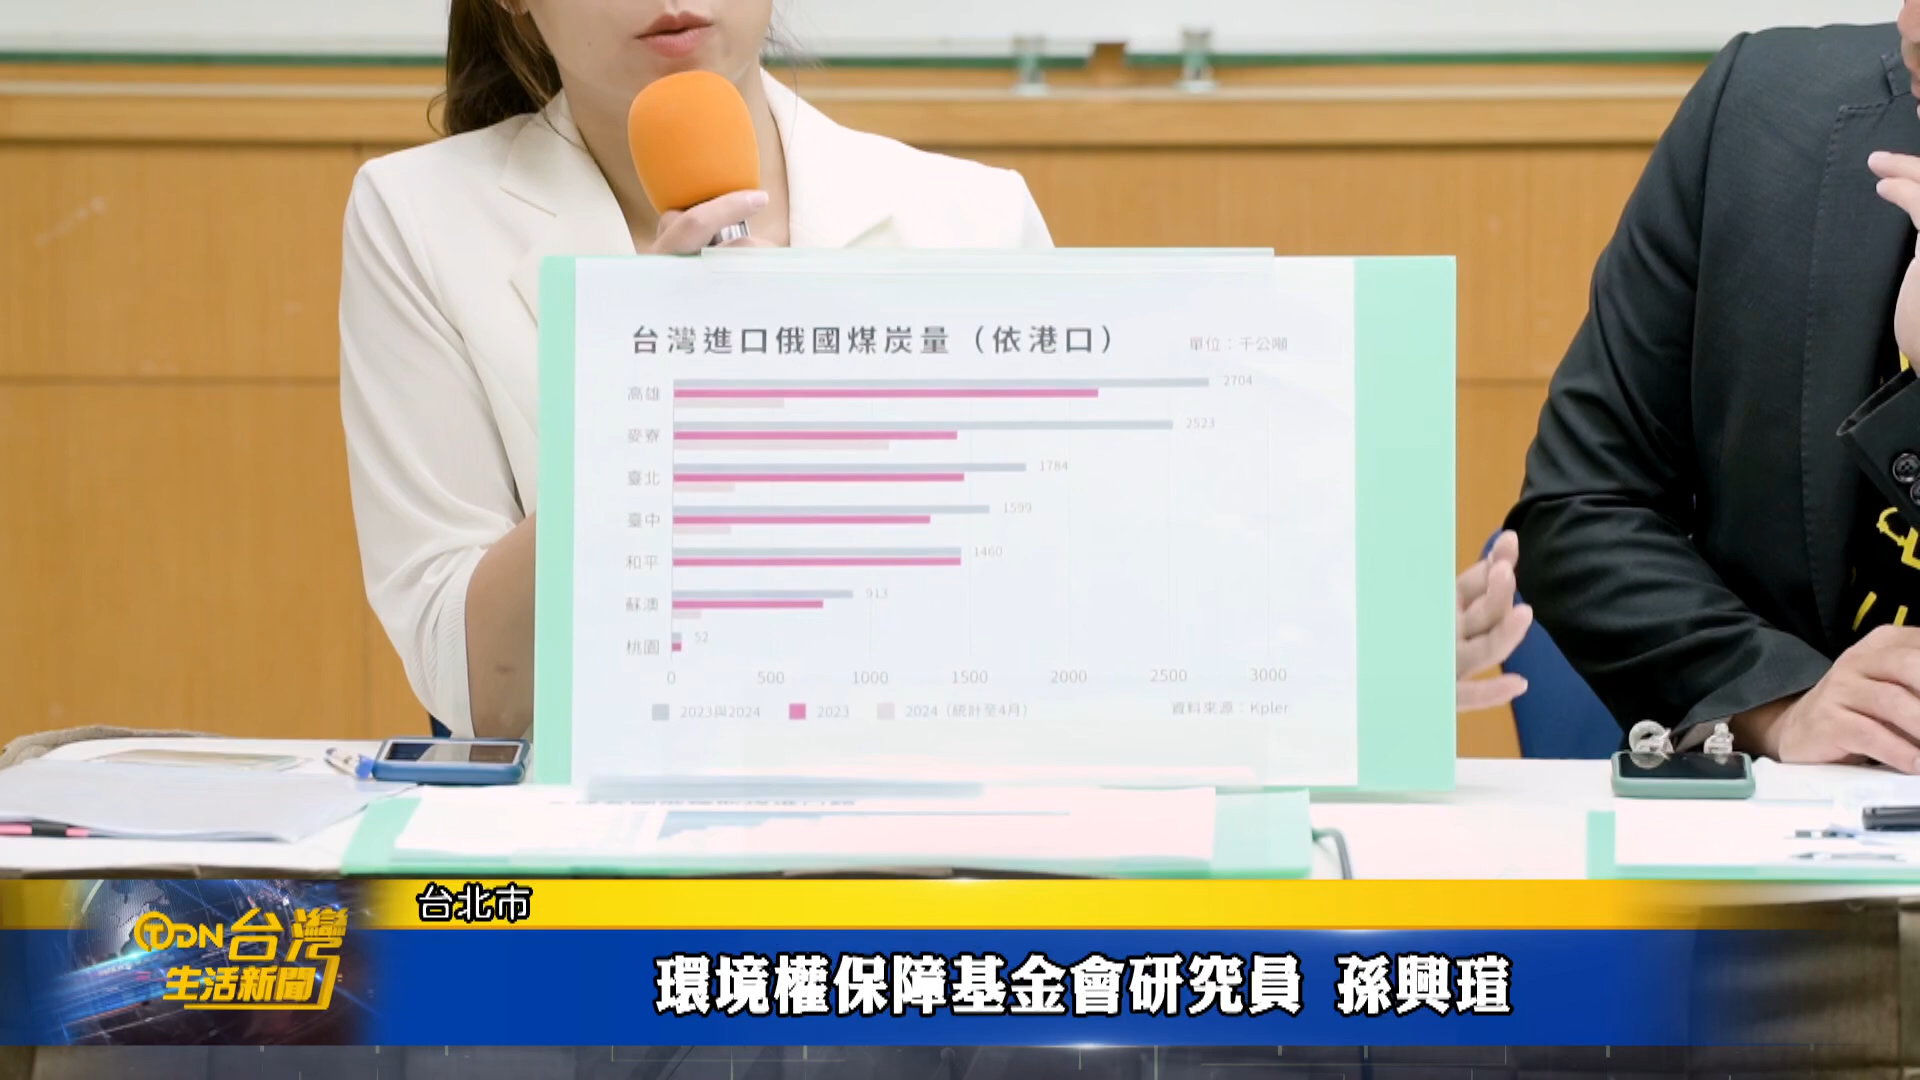 台灣進口俄國煤炭量（依港口）
單位：千公噸
高雄 2704
麥寮 2523
臺北 1784
臺中 1599
和平 1460
蘇澳 913
桃園 52
0 500 1000 1500 2000 2500 3000
2023與2024 2023 2024（統計至4月）
資料來源：Kpler
台北市
TDN 台灣
生活新聞
環境權保障基金會研究員 孫興瑄